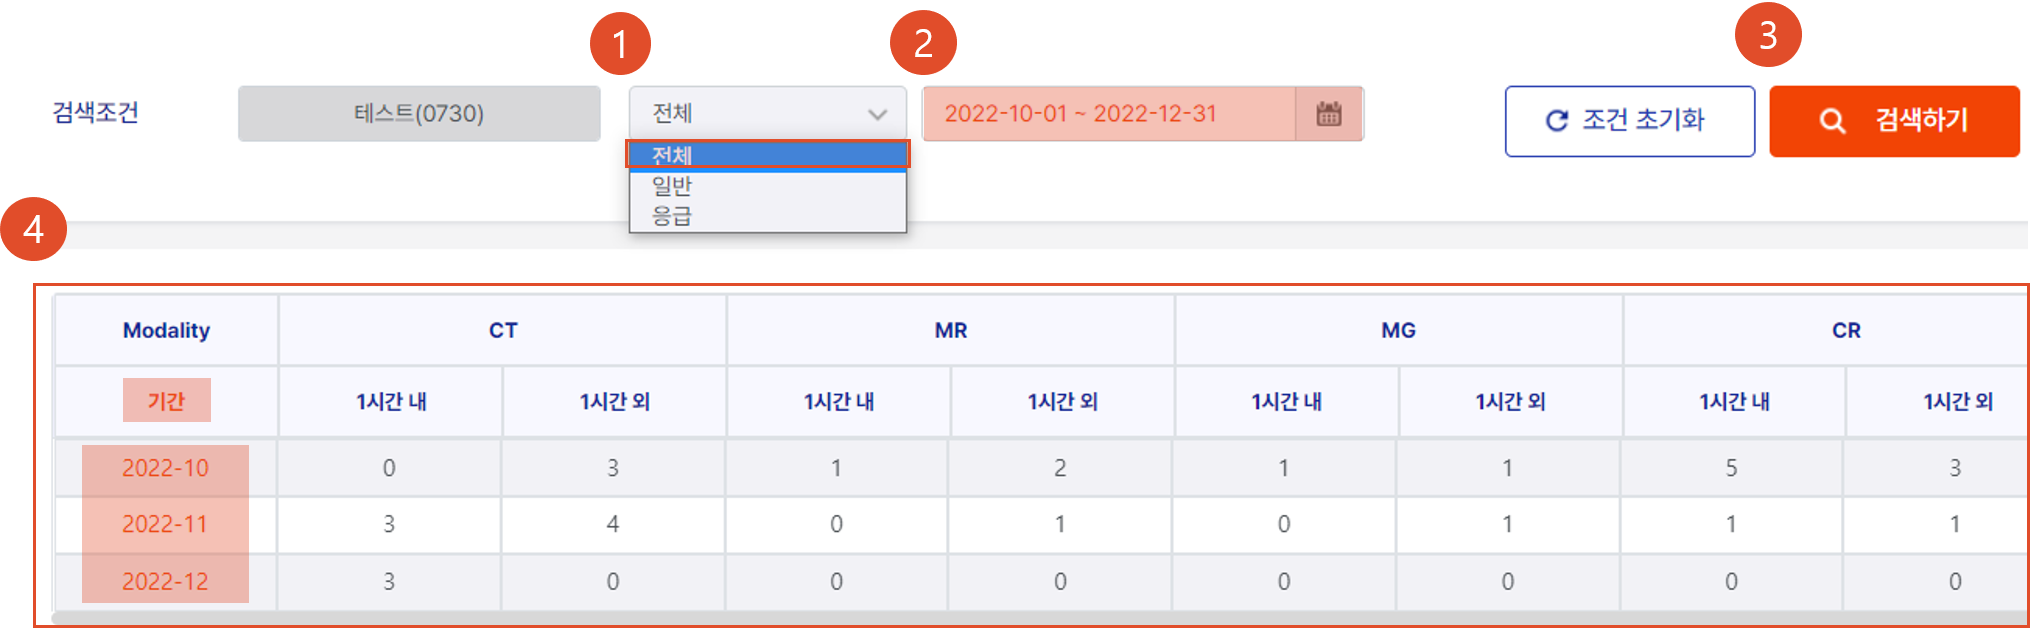 1
2
3
검색조건
테스트(0730)
전체
2022-10-01 ~ 2022-12-31
조건 초기화
검색하기
전체
일반
응급
4
Modality CT MR MG CR
기간 1시간 내 1시간 외 1시간 내 1시간 외 1시간 내 1시간 외 1시간 내 1시간 외
2022-10 0 3 1 2 1 1 5 3
2022-11 3 4 0 1 0 1 1 1
2022-12 3 0 0 0 0 0 0 0